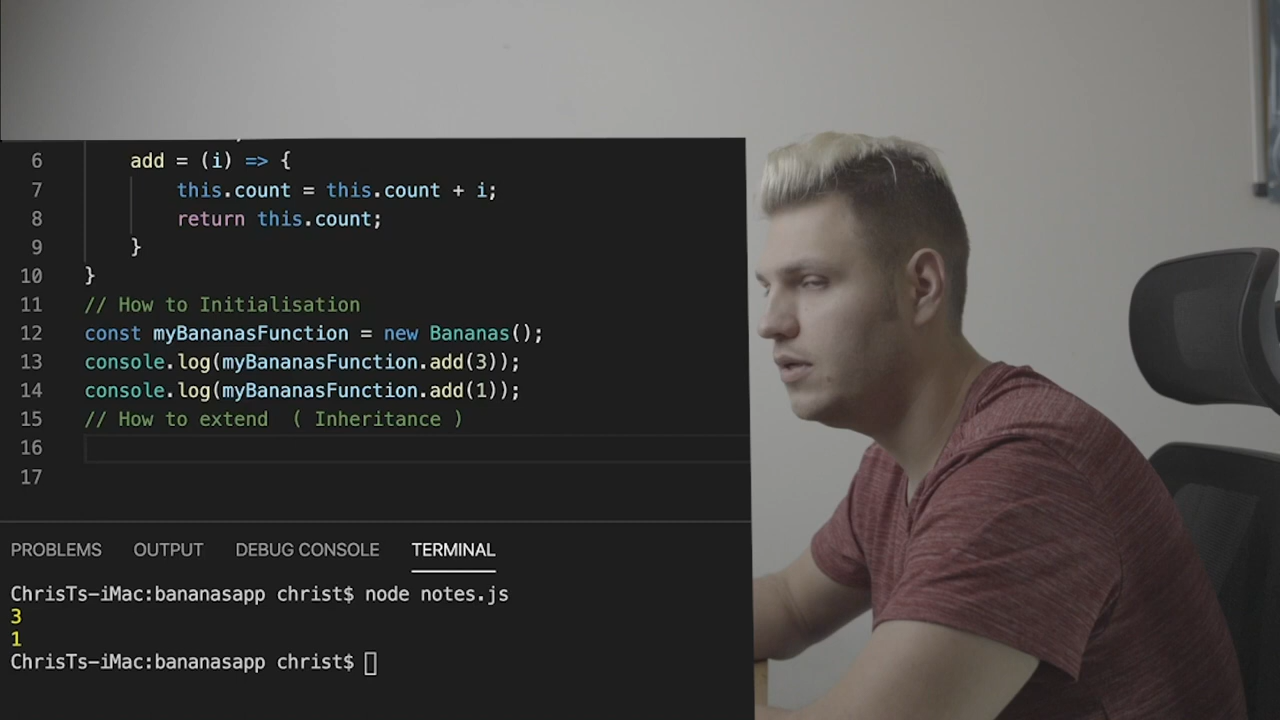 6 add = (i) => {
7 this.count = this.count + i;
8 return this.count;
9 }
10 }
11 // How to Initialisation
12 const myBananasFunction = new Bananas();
13 console.log(myBananasFunction.add(3));
14 console.log(myBananasFunction.add(1));
15 // How to extend  ( Inheritance )
16
17
PROBLEMS OUTPUT DEBUG CONSOLE TERMINAL
ChrisTs-iMac:bananasapp christ$ node notes.js
3
1
ChrisTs-iMac:bananasapp christ$